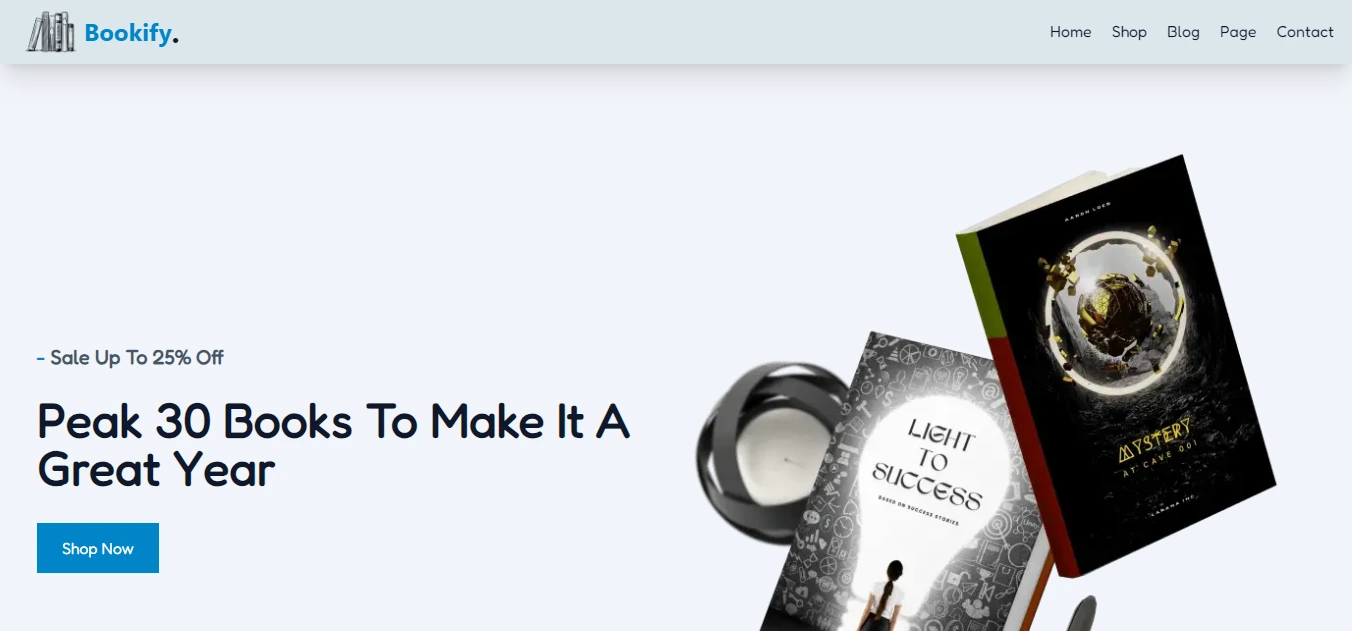 Bookify.
Home Shop Blog Page Contact
- Sale Up To 25% Off
Peak 30 Books To Make It A
Great Year
Shop Now
LIGHT
TO
SUCCESS
BASED ON SUCCESS STORIES
AARON LOEB
MYSTERY
AT CAVE 001